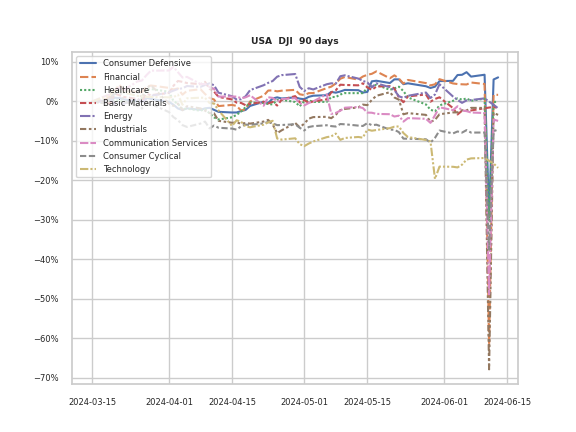 USA DJI 90 days
10%
0%
−10%
−20%
−30%
−40%
−50%
−60%
−70%
Consumer Defensive
Financial
Healthcare
Basic Materials
Energy
Industrials
Communication Services
Consumer Cyclical
Technology
2024-03-15 2024-04-01 2024-04-15 2024-05-01 2024-05-15 2024-06-01 2024-06-15